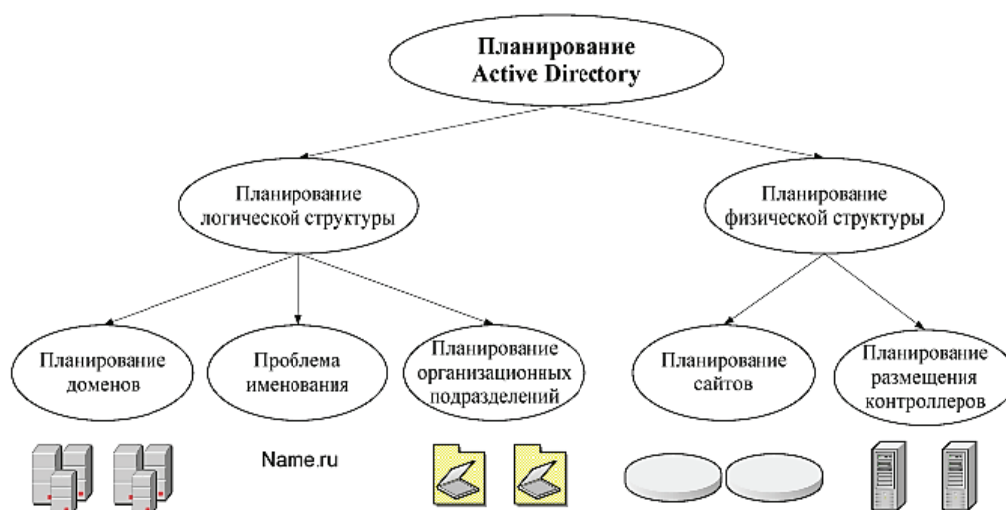 Планирование
Active Directory
Планирование
логической структуры
Планирование
физической структуры
Планирование
доменов
Проблема
именования
Планирование
организационных
подразделений
Планирование
сайтов
Планирование
размещения
контроллеров
Name.ru